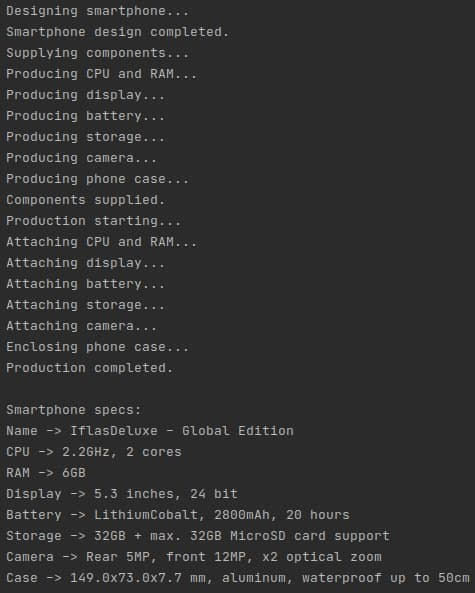 Designing smartphone...
Smartphone design completed.
Supplying components...
Producing CPU and RAM...
Producing display...
Producing battery...
Producing storage...
Producing camera...
Producing phone case...
Components supplied.
Production starting...
Attaching CPU and RAM...
Attaching display...
Attaching battery...
Attaching storage...
Attaching camera...
Enclosing phone case...
Production completed.

Smartphone specs:
Name -> IflasDeluxe - Global Edition
CPU -> 2.2GHz, 2 cores
RAM -> 6GB
Display -> 5.3 inches, 24 bit
Battery -> LithiumCobalt, 2800mAh, 20 hours
Storage -> 32GB + max. 32GB MicroSD card support
Camera -> Rear 5MP, front 12MP, x2 optical zoom
Case -> 149.0x73.0x7.7 mm, aluminum, waterproof up to 50cm